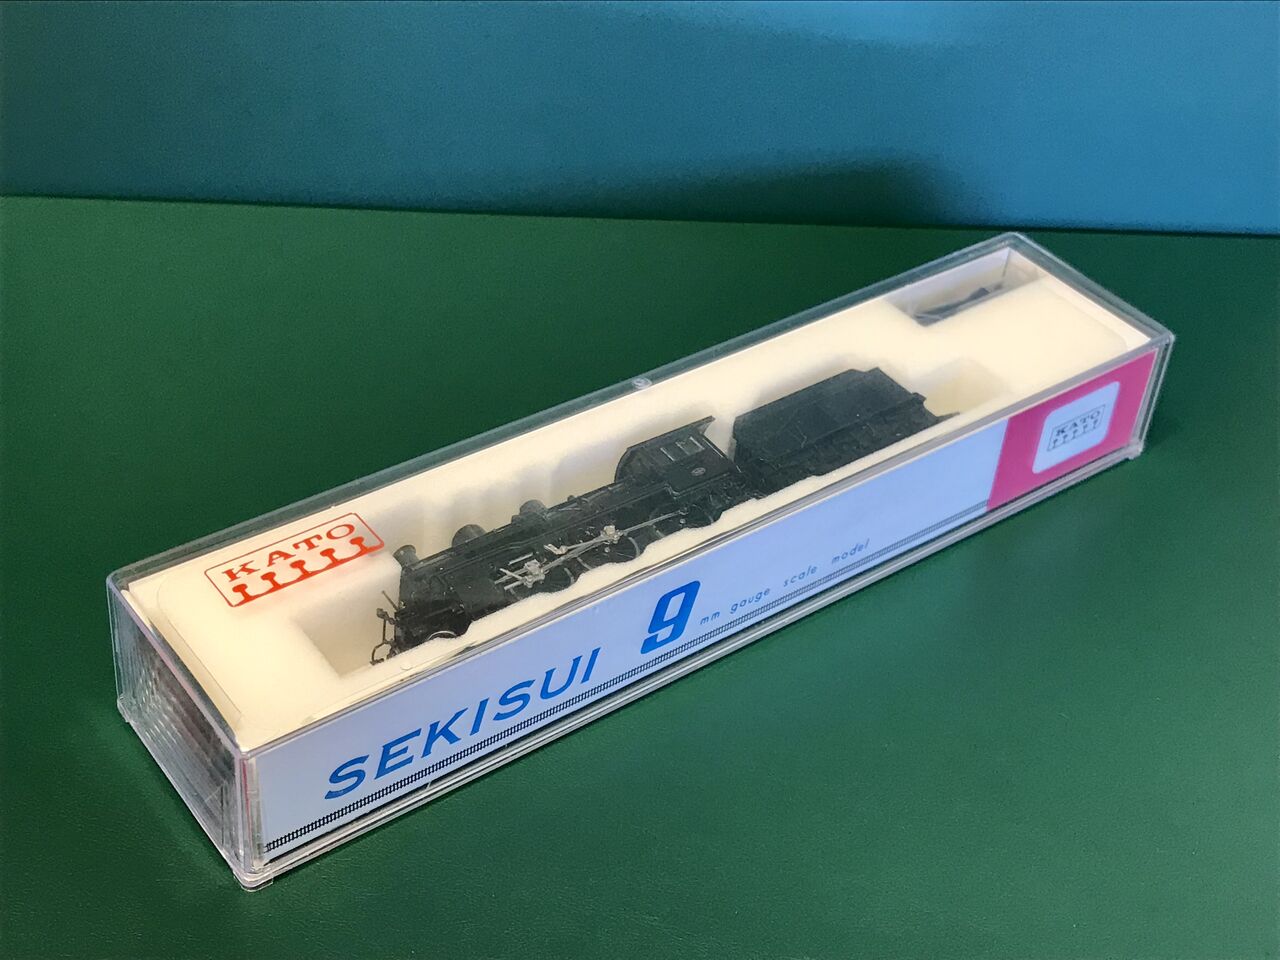 KATO
SEKISUI 9 mm gauge scale model
KATO